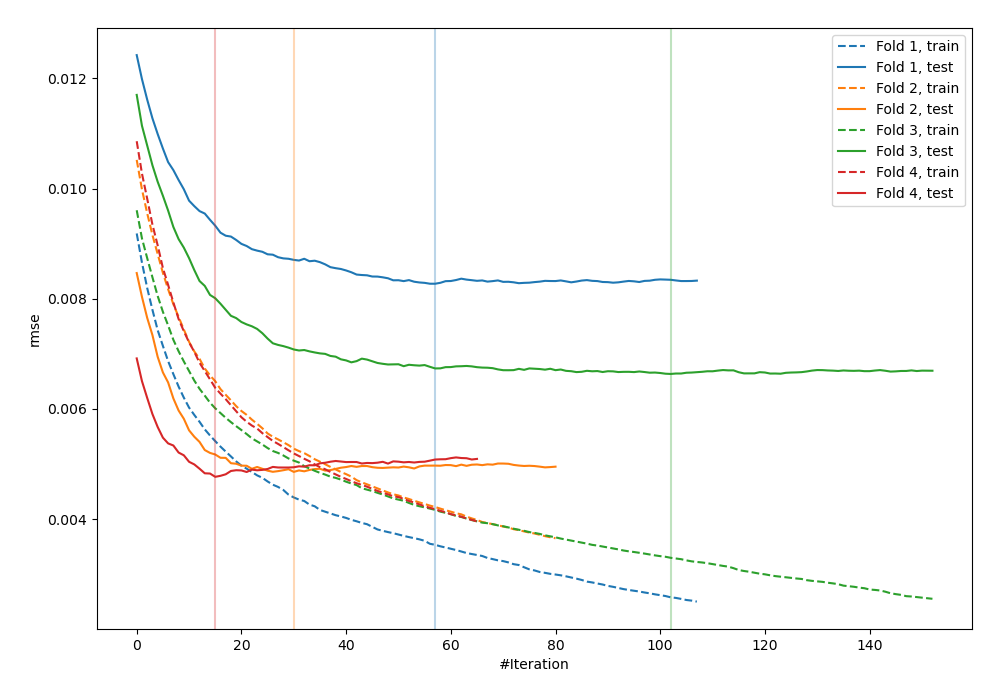 0.012
0.010
0.008
0.006
0.004
rmse
0
20
40
60
80
100
120
140
#Iteration
Fold 1, train
Fold 1, test
Fold 2, train
Fold 2, test
Fold 3, train
Fold 3, test
Fold 4, train
Fold 4, test